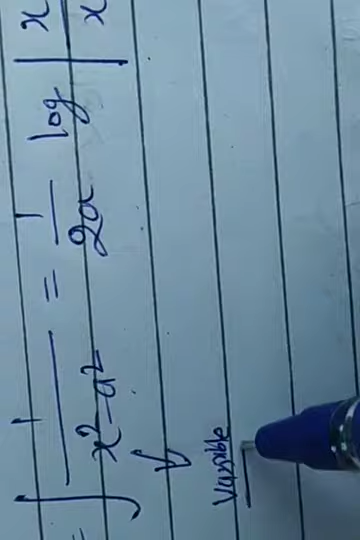 = ∫ 1/(x² - a²) = 1/2a log | x/x
Variable